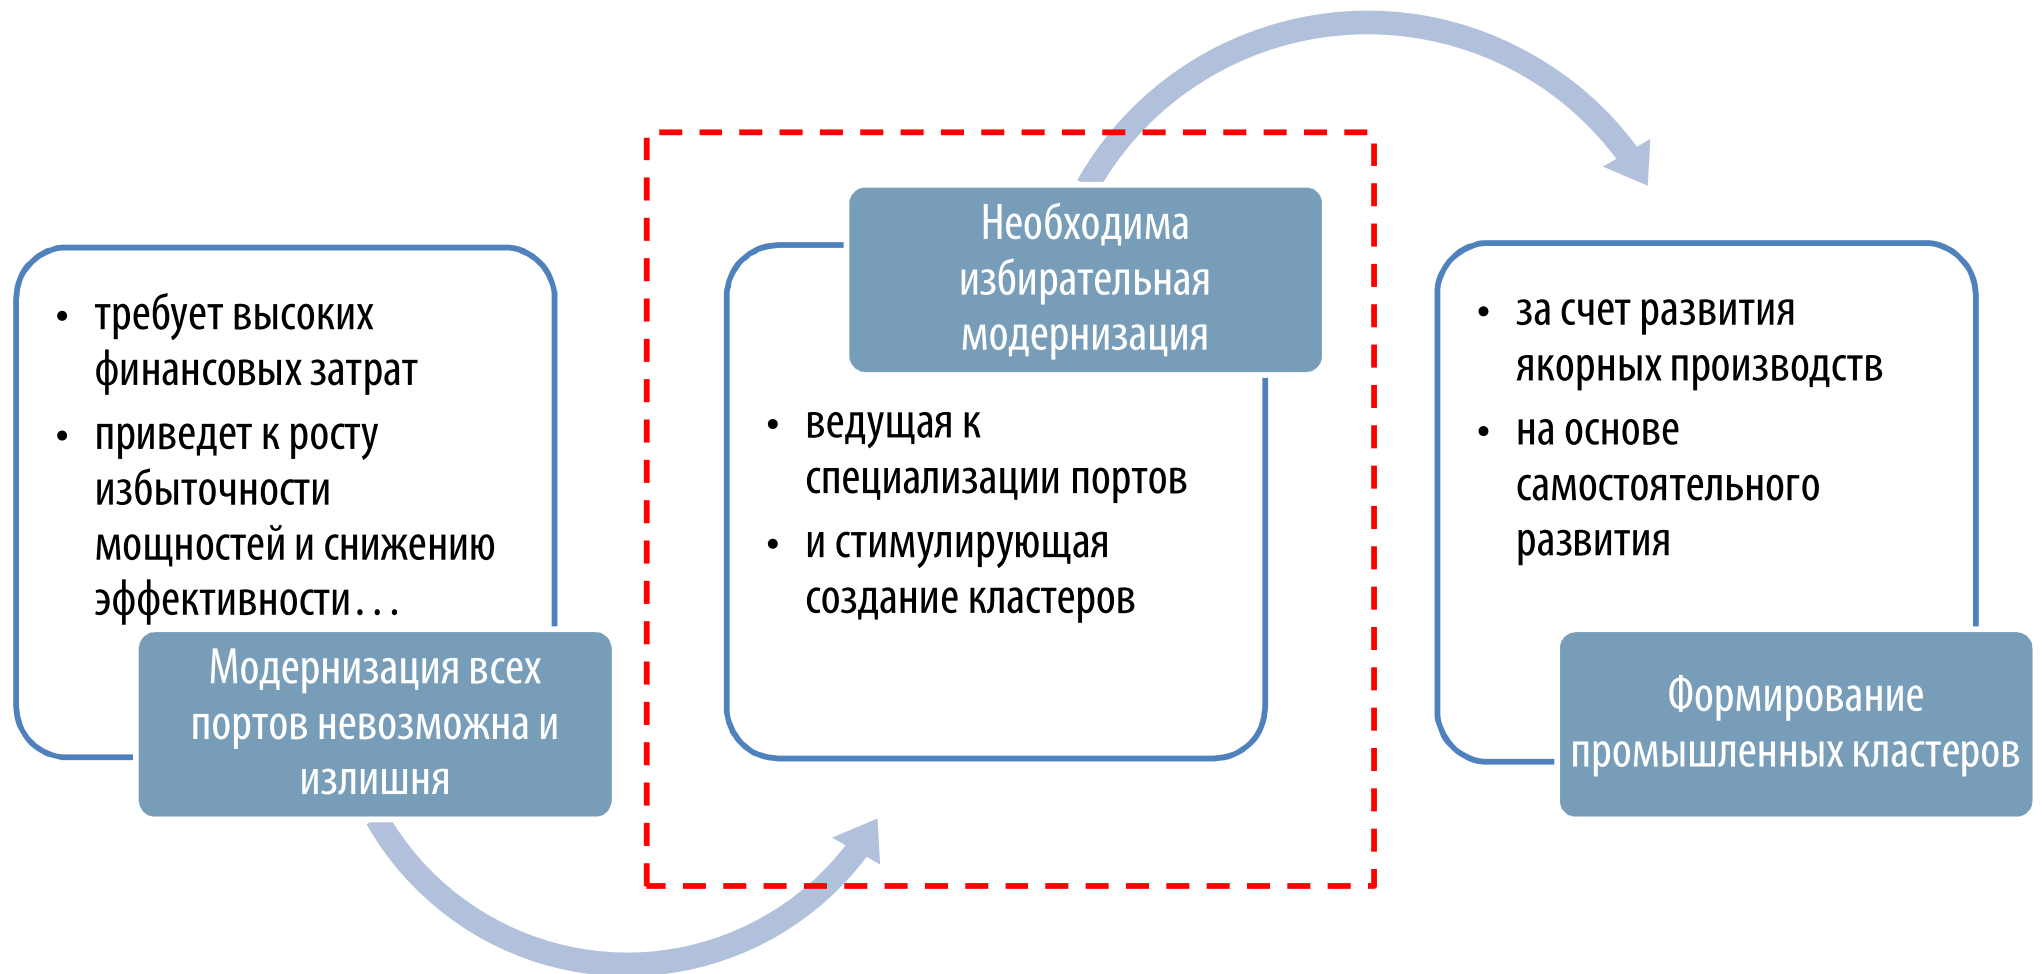 • требует высоких
финансовых затрат
• приведет к росту
избыточности
мощностей и снижению
эффективности…
Модернизация всех
портов невозможна и
излишня
Необходима
избирательная
модернизация
• ведущая к
специализации портов
• и стимулирующая
создание кластеров
• за счет развития
якорных производств
• на основе
самостоятельного
развития
Формирование
промышленных кластеров